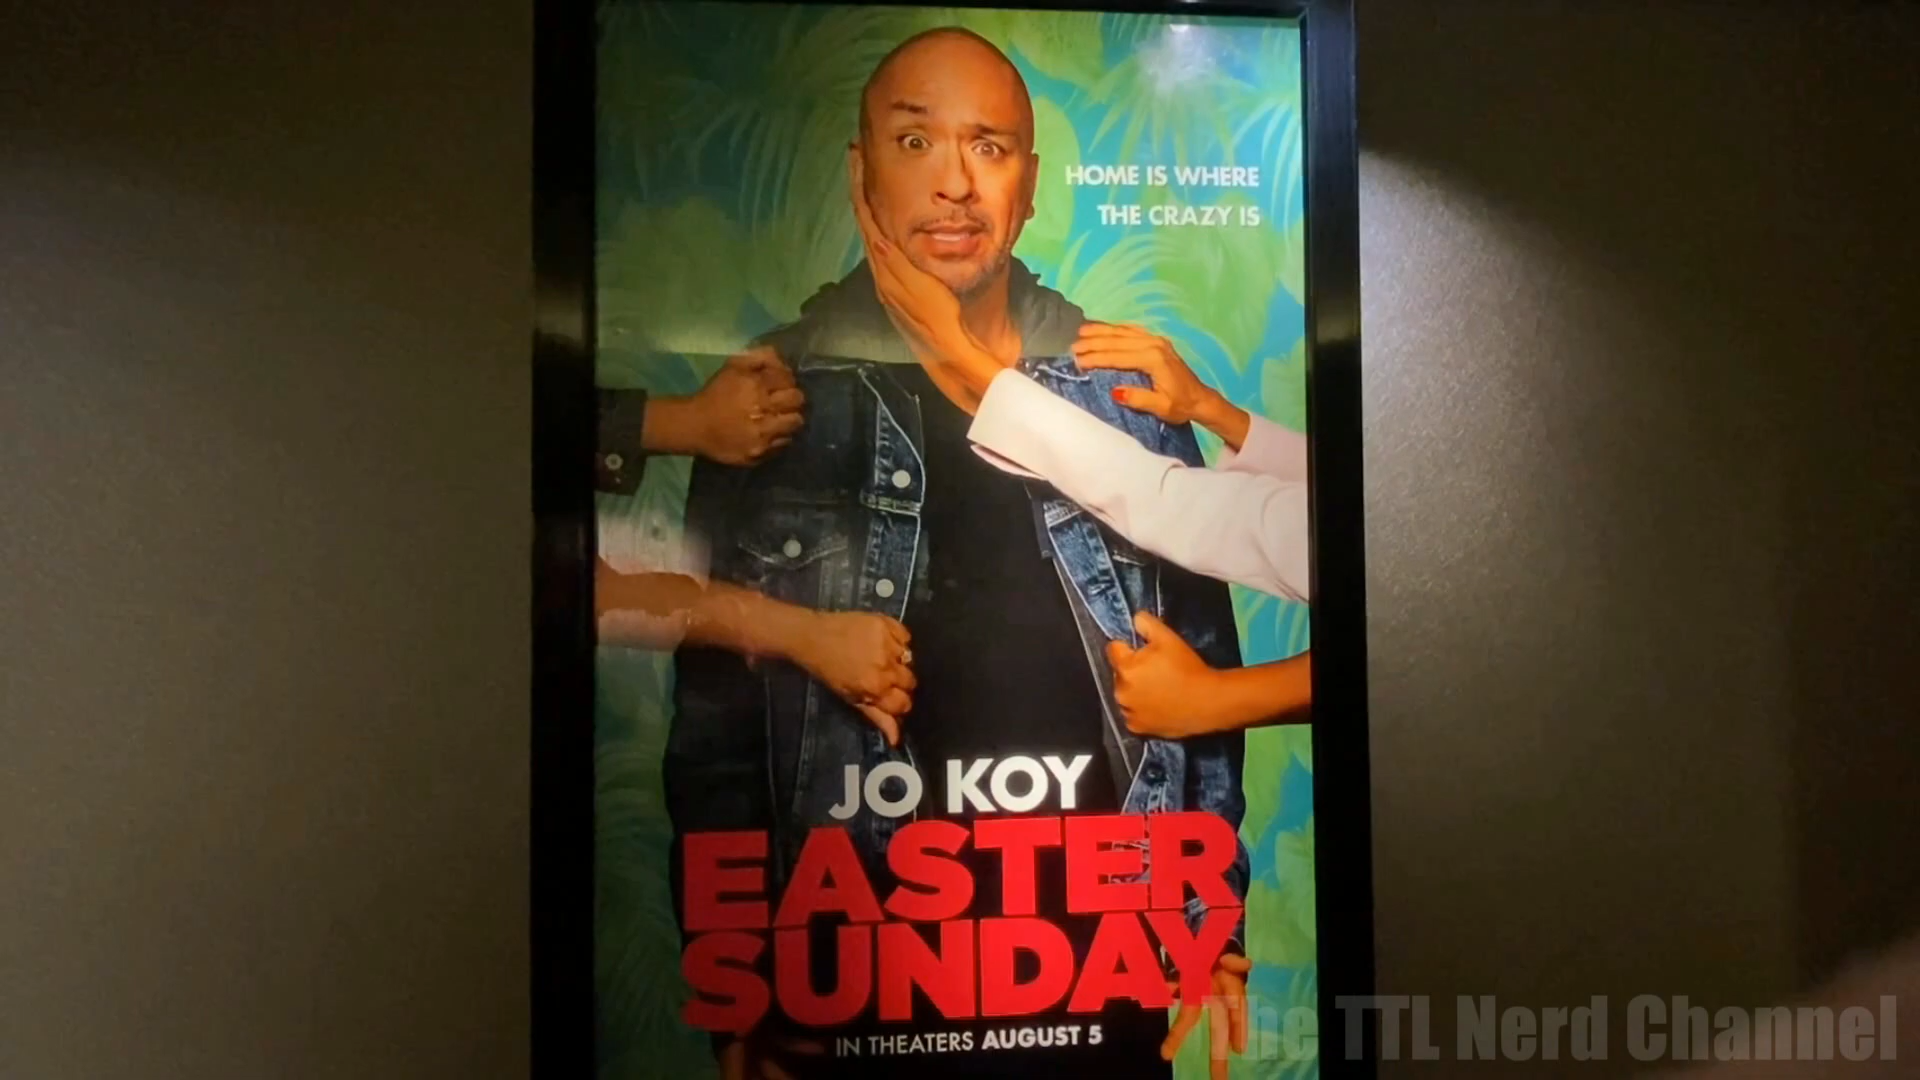 HOME IS WHERE
THE CRAZY IS
JO KOY
EASTER
SUNDAY
IN THEATERS AUGUST 5
The TTL Nerd Channel